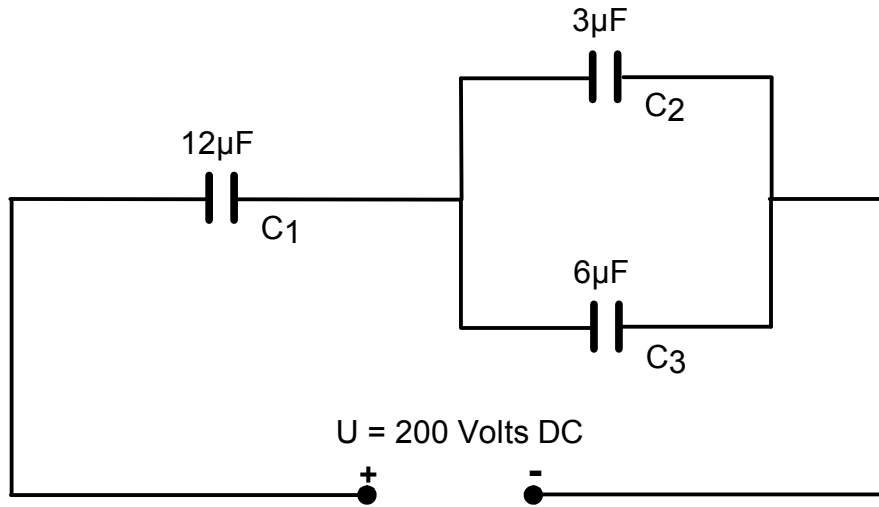 3µF
C2
12µF
C1
6µF
C3
U = 200 Volts DC
+ -